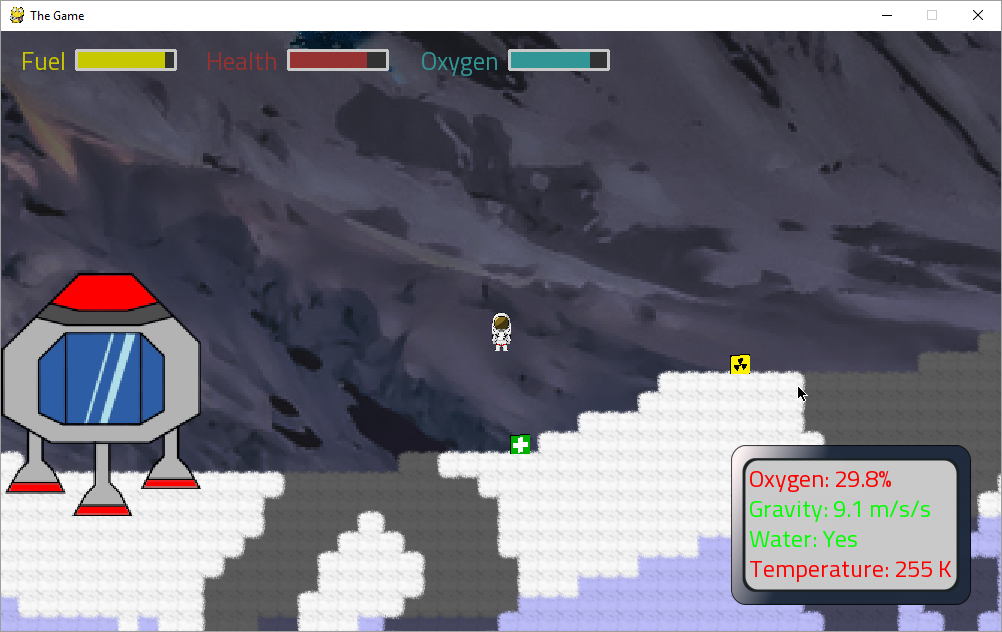 The Game
Fuel Health Oxygen
Oxygen: 29.8%
Gravity: 9.1 m/s/s
Water: Yes
Temperature: 255 K